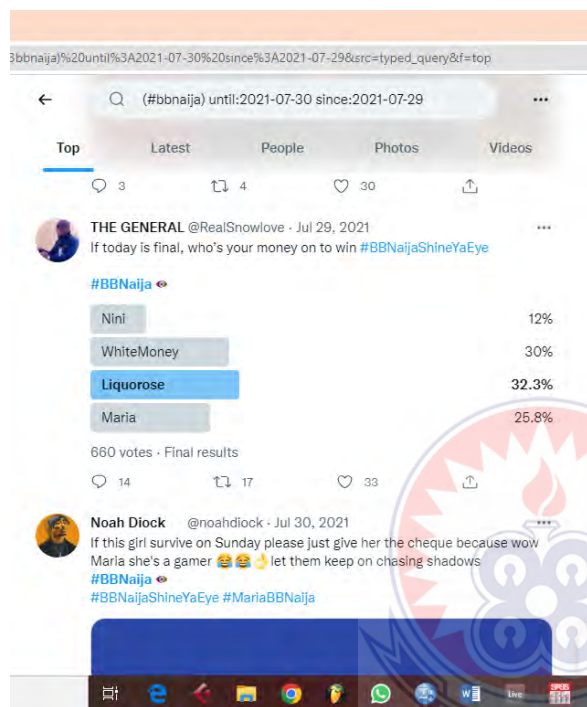 3bbnaija)%20until%3A2021-07-30%20since%3A2021-07-29&src=typed_query&f=top
(#bbnaija) until:2021-07-30 since:2021-07-29
Top Latest People Photos Videos
3 4 30
THE GENERAL @RealSnowlove · Jul 29, 2021
If today is final, who's your money on to win #BBNaijaShineYaEye
#BBNaija
Nini 12%
WhiteMoney 30%
Liquorose 32.3%
Maria 25.8%
660 votes · Final results
14 17 33
Noah Diock @noahdiock · Jul 30, 2021
If this girl survive on Sunday please just give her the cheque because wow
Maria she's a gamer 😂😂👌 let them keep on chasing shadows
#BBNaija
#BBNaijaShineYaEye #MariaBBNaija
Live